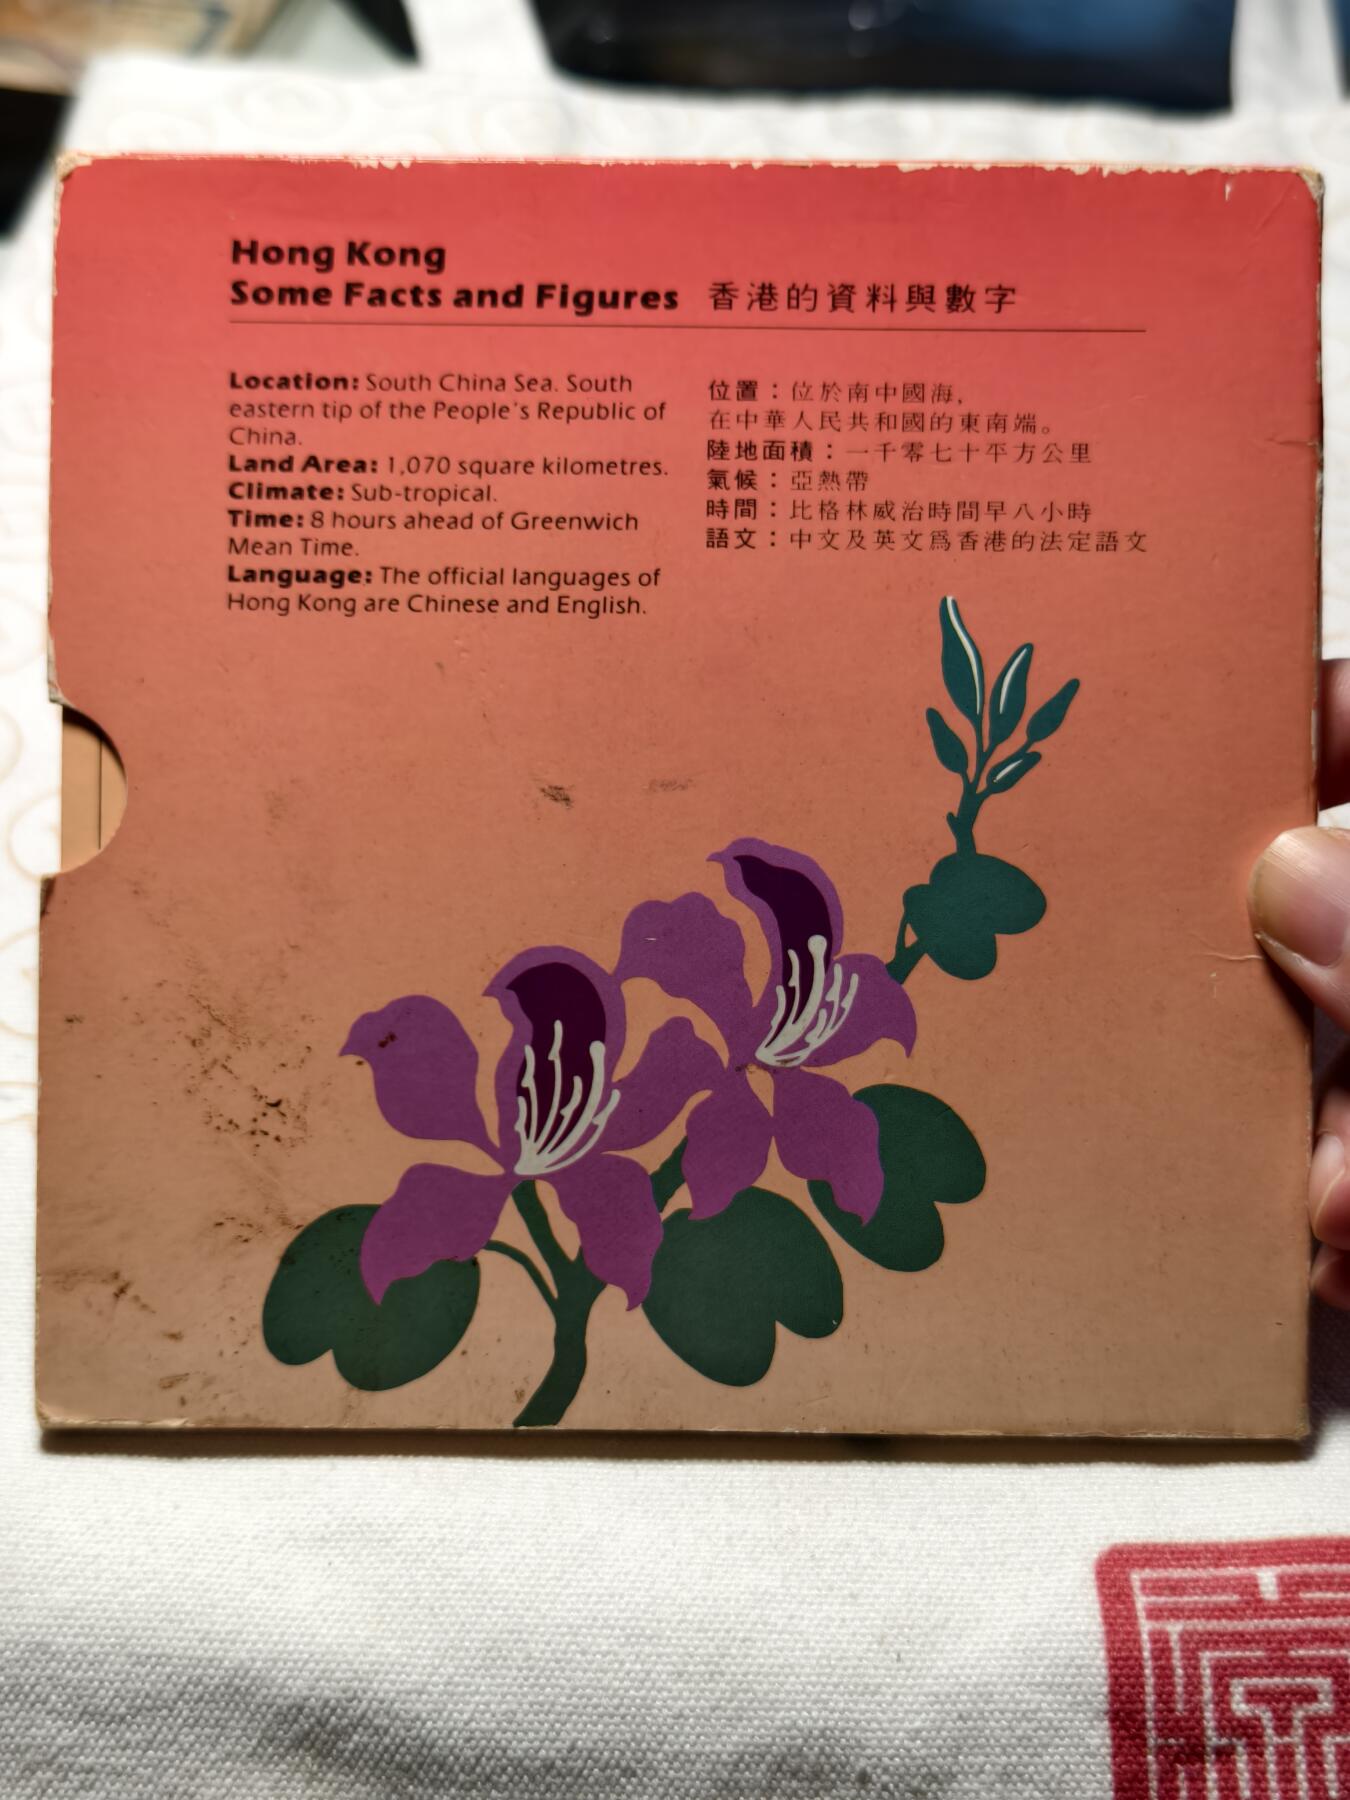 Hong Kong
Some Facts and Figures
香港的資料與數字
Location: South China Sea. South
eastern tip of the People's Republic of
China.
Land Area: 1,070 square kilometres.
Climate: Sub-tropical.
Time: 8 hours ahead of Greenwich
Mean Time.
Language: The official languages of
Hong Kong are Chinese and English.
位置：位於南中國海，
在中華人民共和國的東南端。
陸地面積：一千零七十平方公里
氣候：亞熱帶
時間：比格林威治時間早八小時
語文：中文及英文爲香港的法定語文